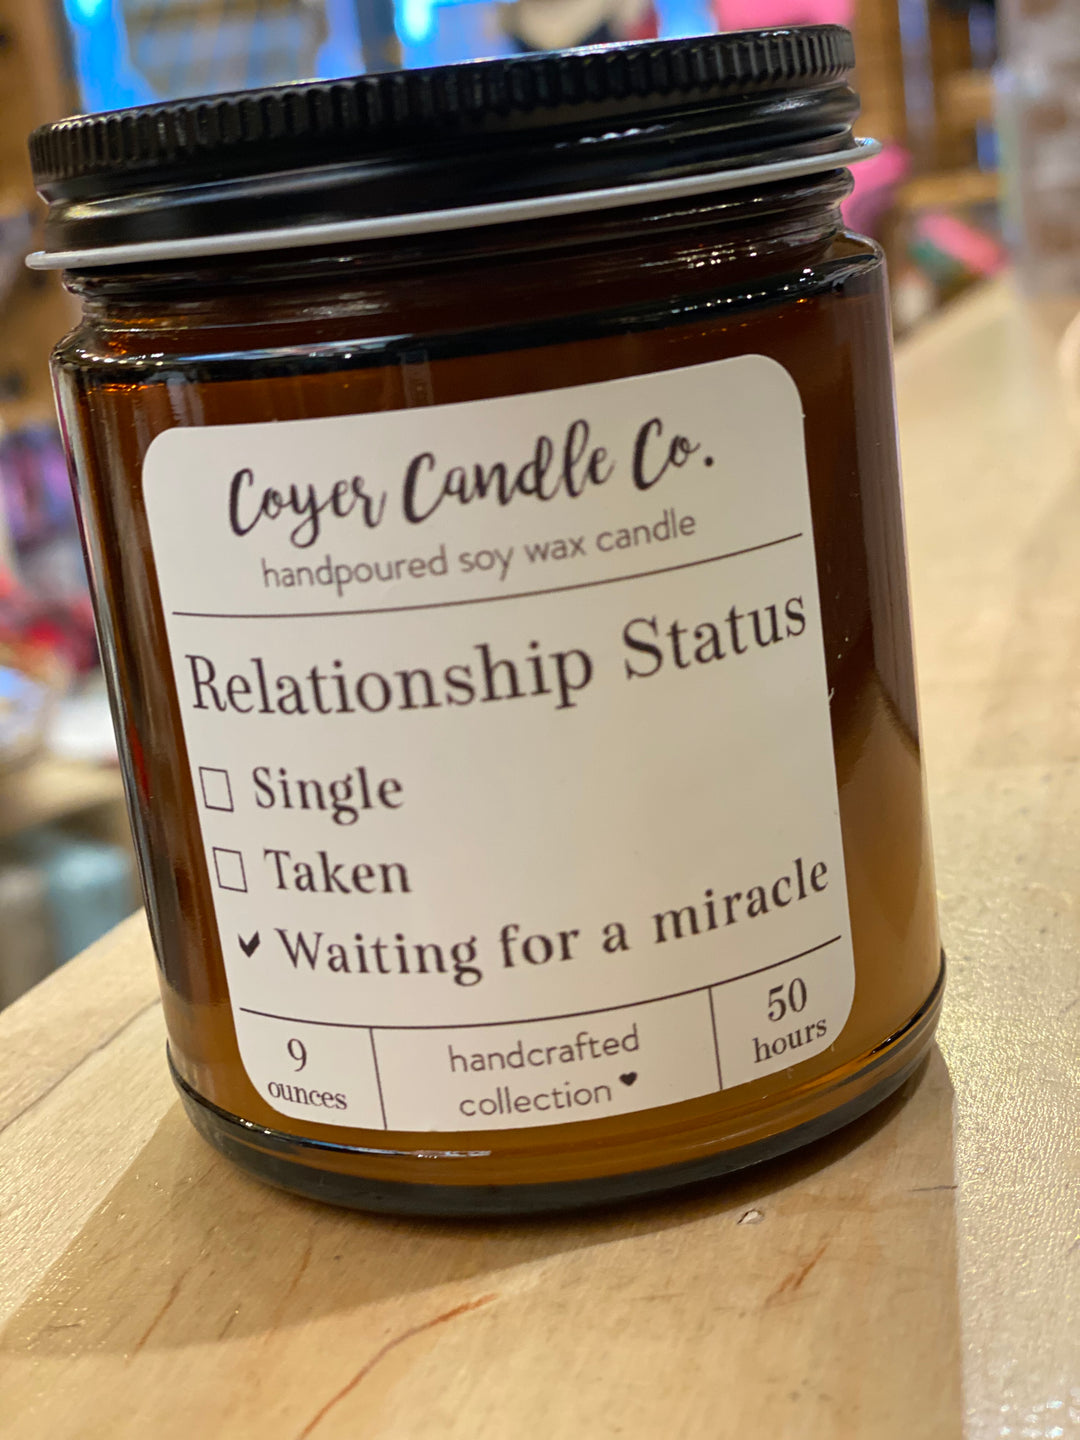 Coyer Candle Co.
handpoured soy wax candle
Relationship Status
☐ Single
☐ Taken
✔ Waiting for a miracle
9
ounces
handcrafted
collection ♥
50
hours